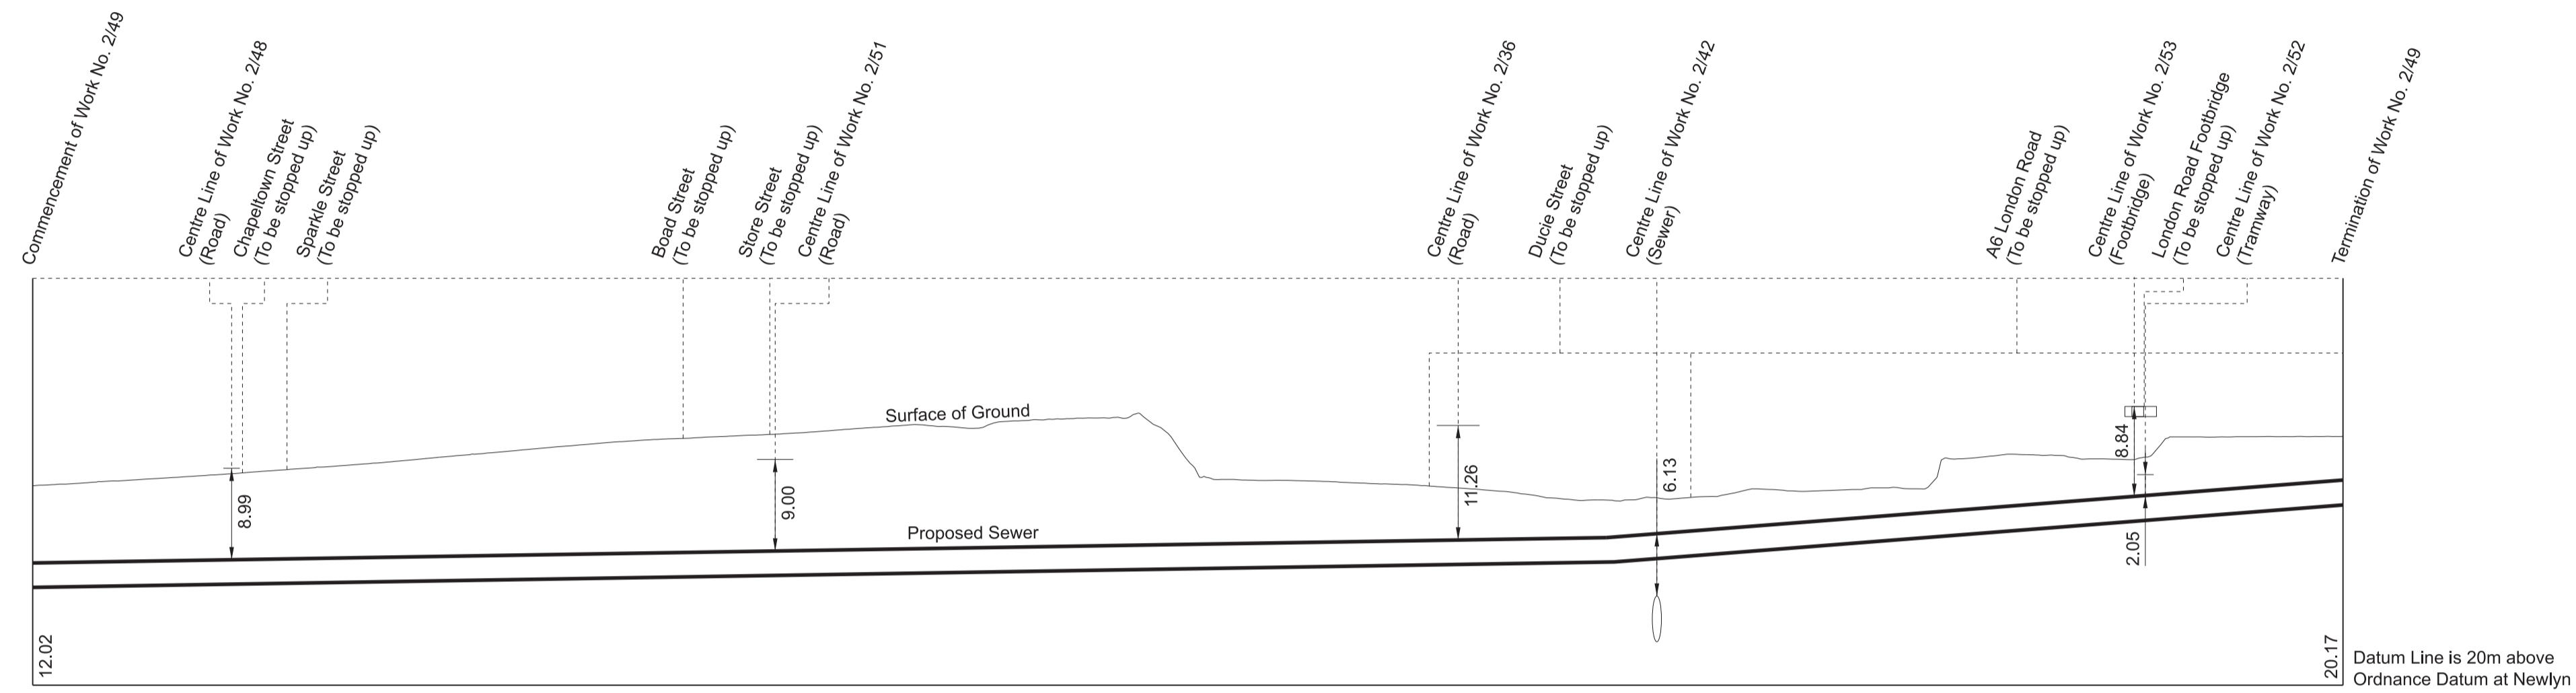 Commencement of Work No. 2/49
Centre Line of Work No. 2/48
(Road)
Chapeltown Street
(To be stopped up)
Sparkle Street
(To be stopped up)
Boad Street
(To be stopped up)
Store Street
(To be stopped up)
Centre Line of Work No. 2/51
(Road)
Centre Line of Work No. 2/36
(Road)
Ducie Street
(To be stopped up)
Centre Line of Work No. 2/42
(Sewer)
A6 London Road
(To be stopped up)
Centre Line of Work No. 2/53
(Footbridge)
London Road Footbridge
(To be stopped up)
Centre Line of Work No. 2/52
(Tramway)
Termination of Work No. 2/49
Surface of Ground
8.99
9.00
11.26
6.13
8.84
2.05
Proposed Sewer
12.02
20.17
Datum Line is 20m above
Ordnance Datum at Newlyn